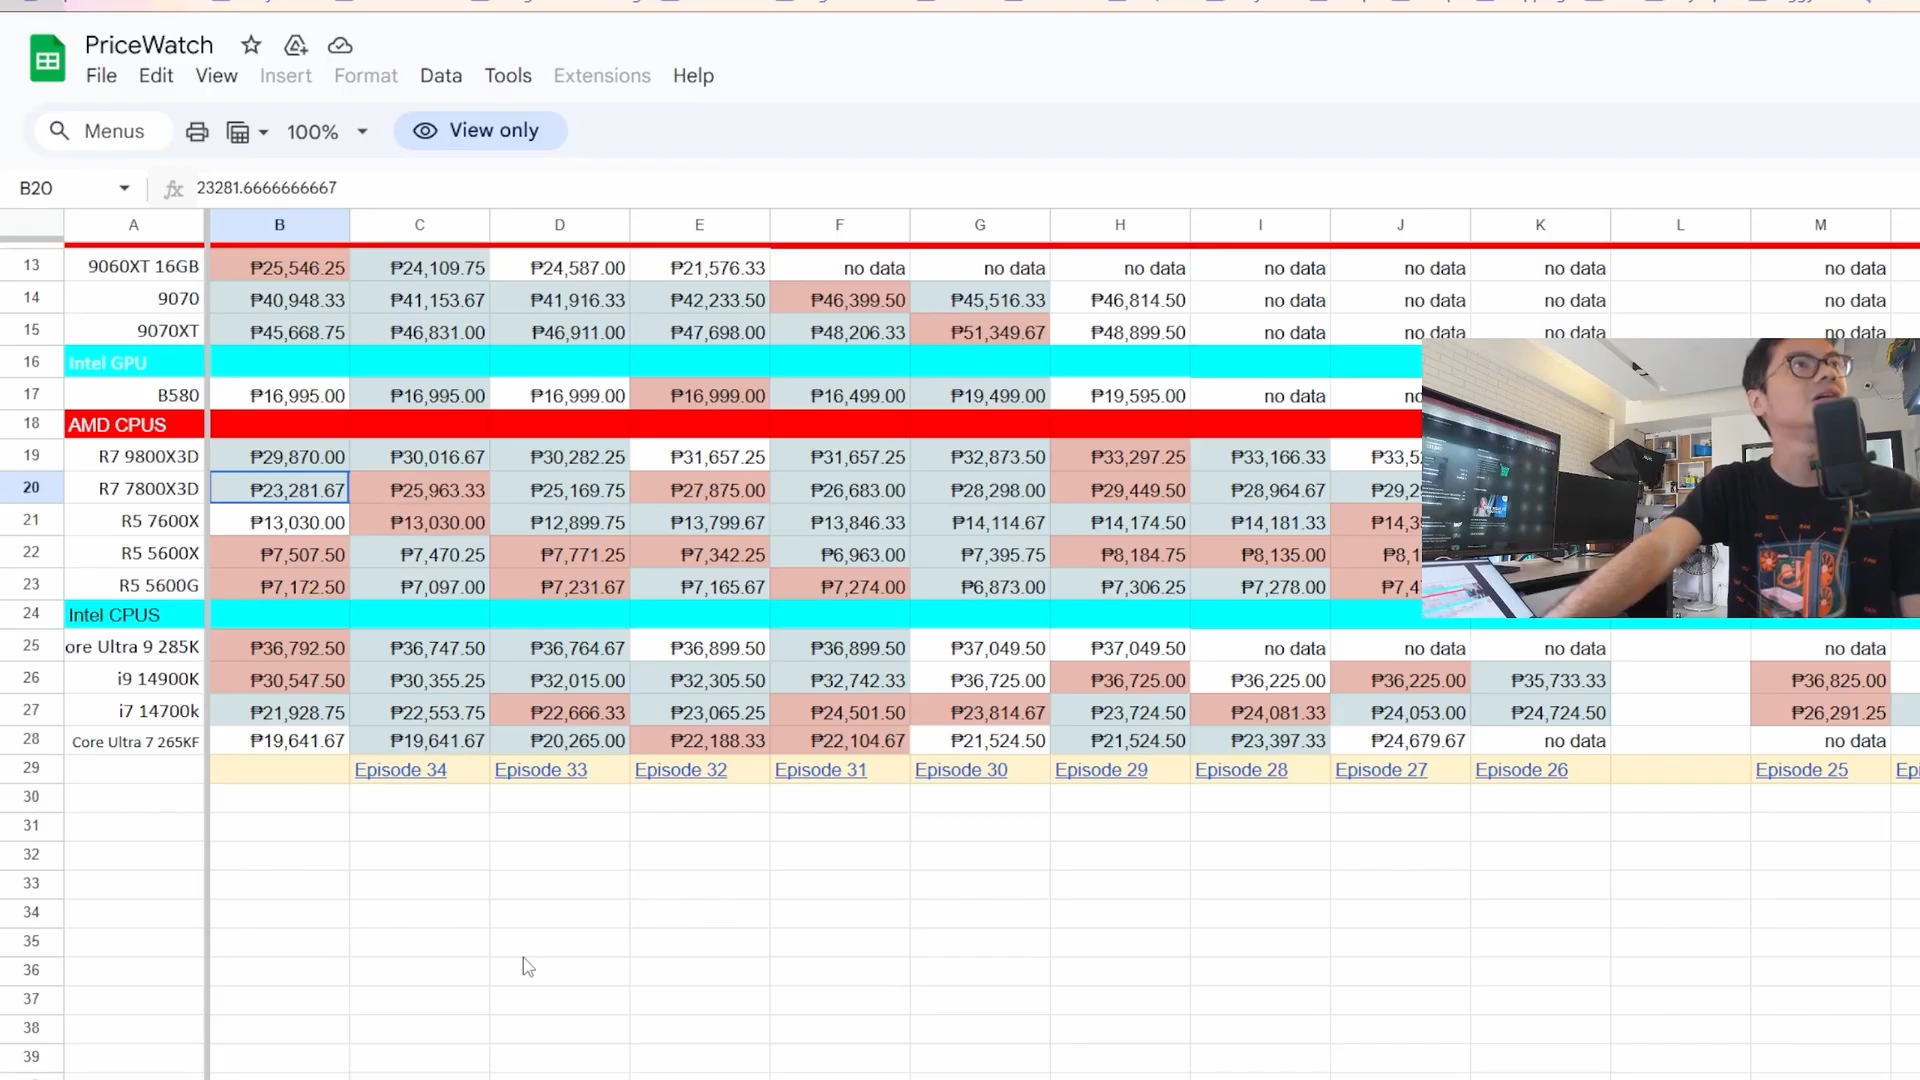 PriceWatch
File Edit View Insert Format Data Tools Extensions Help
Menus 100% View only
B20 fx 23281.6666666667
A B C D E F G H I J K L M
13 9060XT 16GB ₱25,546.25 ₱24,109.75 ₱24,587.00 ₱21,576.33 no data no data no data no data no data no data no data
14 9070 ₱40,948.33 ₱41,153.67 ₱41,916.33 ₱42,233.50 ₱46,399.50 ₱45,516.33 ₱46,814.50 no data no data no data no data
15 9070XT ₱45,668.75 ₱46,831.00 ₱46,911.00 ₱47,698.00 ₱48,206.33 ₱51,349.67 ₱48,899.50 no data no data no data no data
16 Intel GPU
17 B580 ₱16,995.00 ₱16,995.00 ₱16,999.00 ₱16,999.00 ₱16,499.00 ₱19,499.00 ₱19,595.00 no data
18 AMD CPUS
19 R7 9800X3D ₱29,870.00 ₱30,016.67 ₱30,282.25 ₱31,657.25 ₱31,657.25 ₱32,873.50 ₱33,297.25 ₱33,166.33 ₱33,5
20 R7 7800X3D ₱23,281.67 ₱25,963.33 ₱25,169.75 ₱27,875.00 ₱26,683.00 ₱28,298.00 ₱29,449.50 ₱28,964.67 ₱29,2
21 R5 7600X ₱13,030.00 ₱13,030.00 ₱12,899.75 ₱13,799.67 ₱13,846.33 ₱14,114.67 ₱14,174.50 ₱14,181.33 ₱14,3
22 R5 5600X ₱7,507.50 ₱7,470.25 ₱7,771.25 ₱7,342.25 ₱6,963.00 ₱7,395.75 ₱8,184.75 ₱8,135.00 ₱8,1
23 R5 5600G ₱7,172.50 ₱7,097.00 ₱7,231.67 ₱7,165.67 ₱7,274.00 ₱6,873.00 ₱7,306.25 ₱7,278.00 ₱7,4
24 Intel CPUS
25 ore Ultra 9 285K ₱36,792.50 ₱36,747.50 ₱36,764.67 ₱36,899.50 ₱36,899.50 ₱37,049.50 ₱37,049.50 no data no data no data no data
26 i9 14900K ₱30,547.50 ₱30,355.25 ₱32,015.00 ₱32,305.50 ₱32,742.33 ₱36,725.00 ₱36,725.00 ₱36,225.00 ₱36,225.00 ₱35,733.33 ₱36,825.00
27 i7 14700k ₱21,928.75 ₱22,553.75 ₱22,666.33 ₱23,065.25 ₱24,501.50 ₱23,814.67 ₱23,724.50 ₱24,081.33 ₱24,053.00 ₱24,724.50 ₱26,291.25
28 Core Ultra 7 265KF ₱19,641.67 ₱19,641.67 ₱20,265.00 ₱22,188.33 ₱22,104.67 ₱21,524.50 ₱21,524.50 ₱23,397.33 ₱24,679.67 no data no data
29 Episode 34 Episode 33 Episode 32 Episode 31 Episode 30 Episode 29 Episode 28 Episode 27 Episode 26 Episode 25 Epi
30
31
32
33
34
35
36
37
38
39